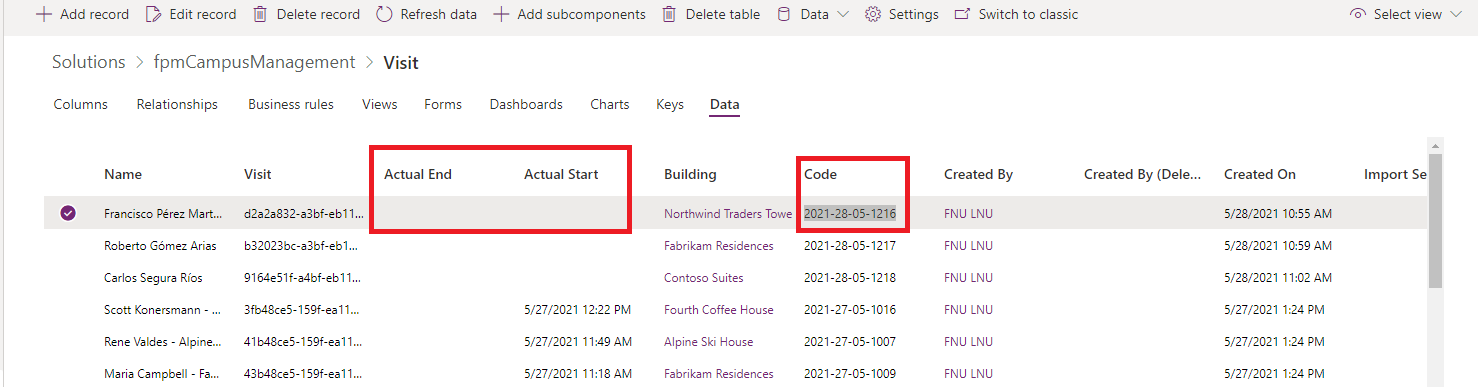 Add record Edit record Delete record Refresh data Add subcomponents Delete table Data Settings Switch to classic Select view
Solutions > fpmCampusManagement > Visit
Columns Relationships Business rules Views Forms Dashboards Charts Keys Data
Name Visit Actual End Actual Start Building Code Created By Created By (Dele... Created On Import Se
Francisco Pérez Mart... d2a2a832-a3bf-eb11... Northwind Traders Towe 2021-28-05-1216 FNU LNU 5/28/2021 10:55 AM
Roberto Gómez Arias b32023bc-a3bf-eb11... Fabrikam Residences 2021-28-05-1217 FNU LNU 5/28/2021 10:59 AM
Carlos Segura Ríos 9164e51f-a4bf-eb11... Contoso Suites 2021-28-05-1218 FNU LNU 5/28/2021 11:02 AM
Scott Konersmann - ... 3fb48ce5-159f-ea11... 5/27/2021 12:22 PM Fourth Coffee House 2021-27-05-1016 FNU LNU 5/27/2021 1:24 PM
Rene Valdes - Alpine... 41b48ce5-159f-ea11... 5/27/2021 11:49 AM Alpine Ski House 2021-27-05-1007 FNU LNU 5/27/2021 1:24 PM
Maria Campbell - Fa... 43b48ce5-159f-ea11... 5/27/2021 11:18 AM Fabrikam Residences 2021-27-05-1009 FNU LNU 5/27/2021 1:24 PM